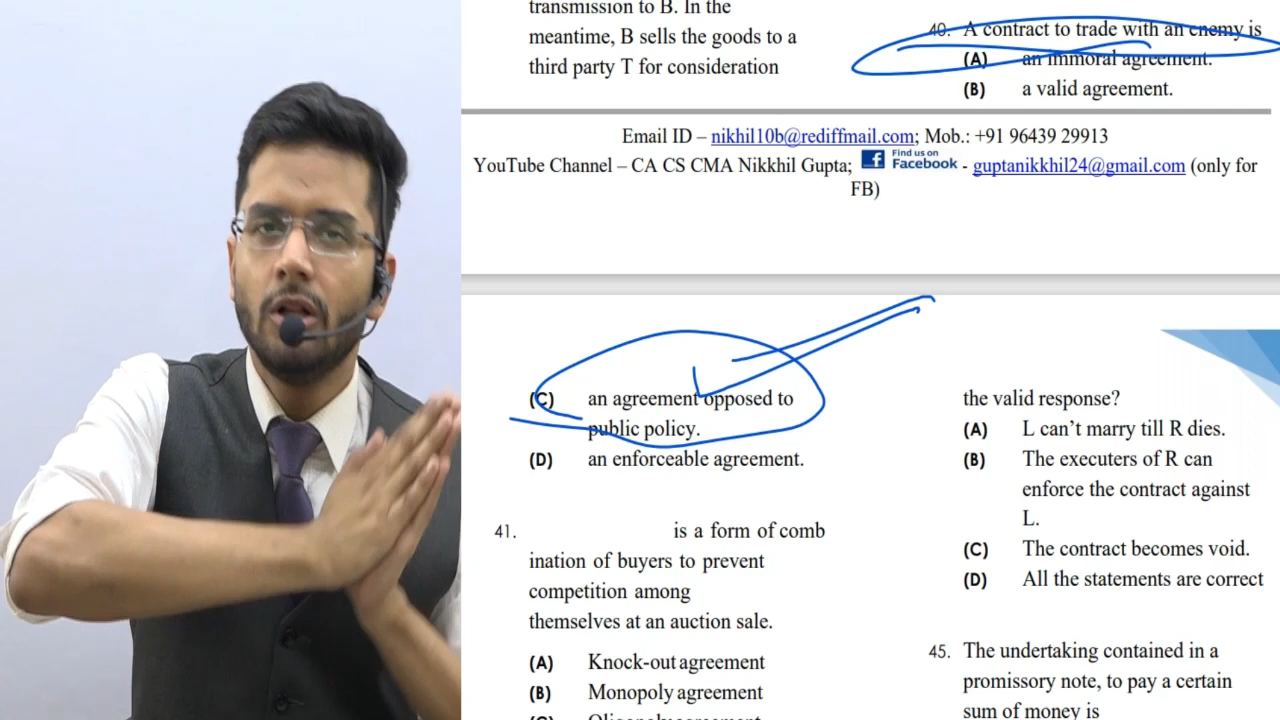 transmission to B. In the
meantime, B sells the goods to a
third party T for consideration
40. A contract to trade with an enemy is
(A) an immoral agreement.
(B) a valid agreement.
Email ID – nikhil10b@rediffmail.com; Mob.: +91 96439 29913
YouTube Channel – CA CS CMA Nikkhil Gupta; Find us on Facebook - guptanikkhil24@gmail.com (only for
FB)
(C) an agreement opposed to
public policy.
(D) an enforceable agreement.
41. is a form of comb
ination of buyers to prevent
competition among
themselves at an auction sale.
(A) Knock-out agreement
(B) Monopoly agreement
(C) Oligopoly agreement
the valid response?
(A) L can’t marry till R dies.
(B) The executers of R can
enforce the contract against
L.
(C) The contract becomes void.
(D) All the statements are correct
45. The undertaking contained in a
promissory note, to pay a certain
sum of money is